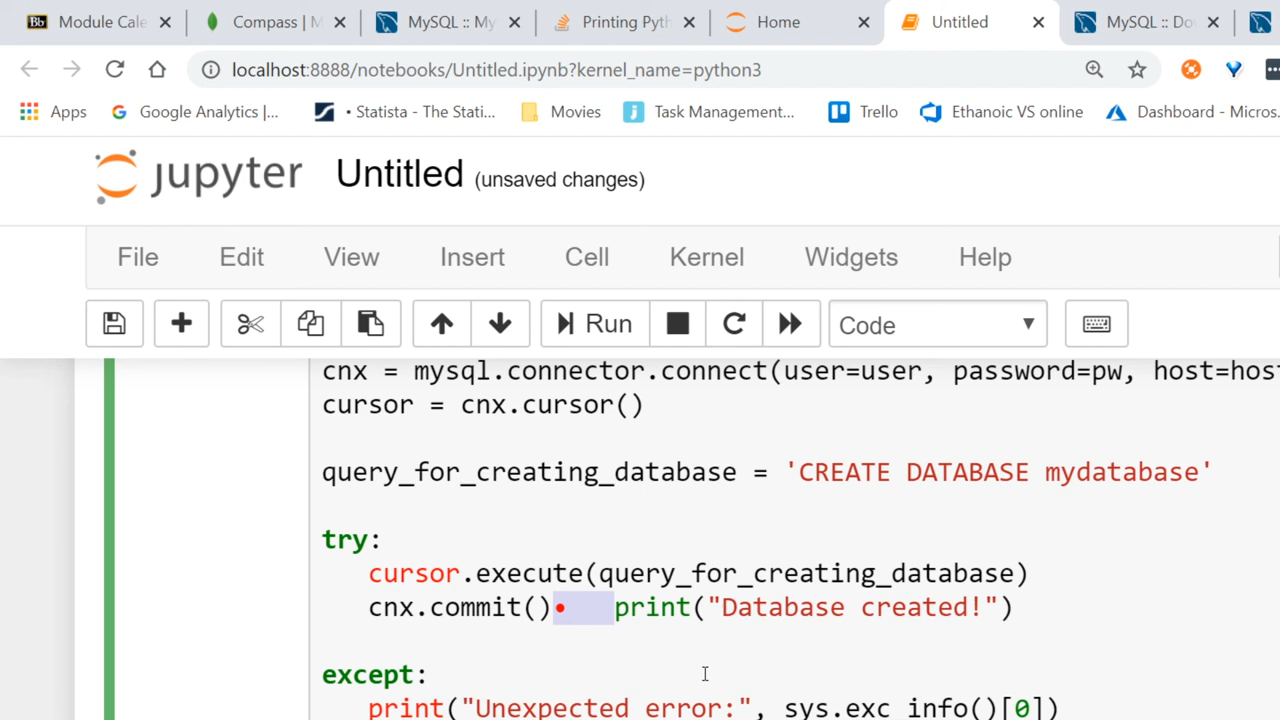 Bb Module Cale
Compass | M
MySQL :: My
Printing Pyth
Home
Untitled
MySQL :: Do
localhost:8888/notebooks/Untitled.ipynb?kernel_name=python3
Apps
Google Analytics |...
• Statista - The Stati...
Movies
Task Management...
Trello
Ethanoic VS online
Dashboard - Micros.
jupyter Untitled (unsaved changes)
File Edit View Insert Cell Kernel Widgets Help
Run
Code
cnx = mysql.connector.connect(user=user, password=pw, host=hos
cursor = cnx.cursor()
query_for_creating_database = 'CREATE DATABASE mydatabase'
try:
cursor.execute(query_for_creating_database)
cnx.commit()• print("Database created!")
except:
print("Unexpected error:", sys.exc_info()[0])